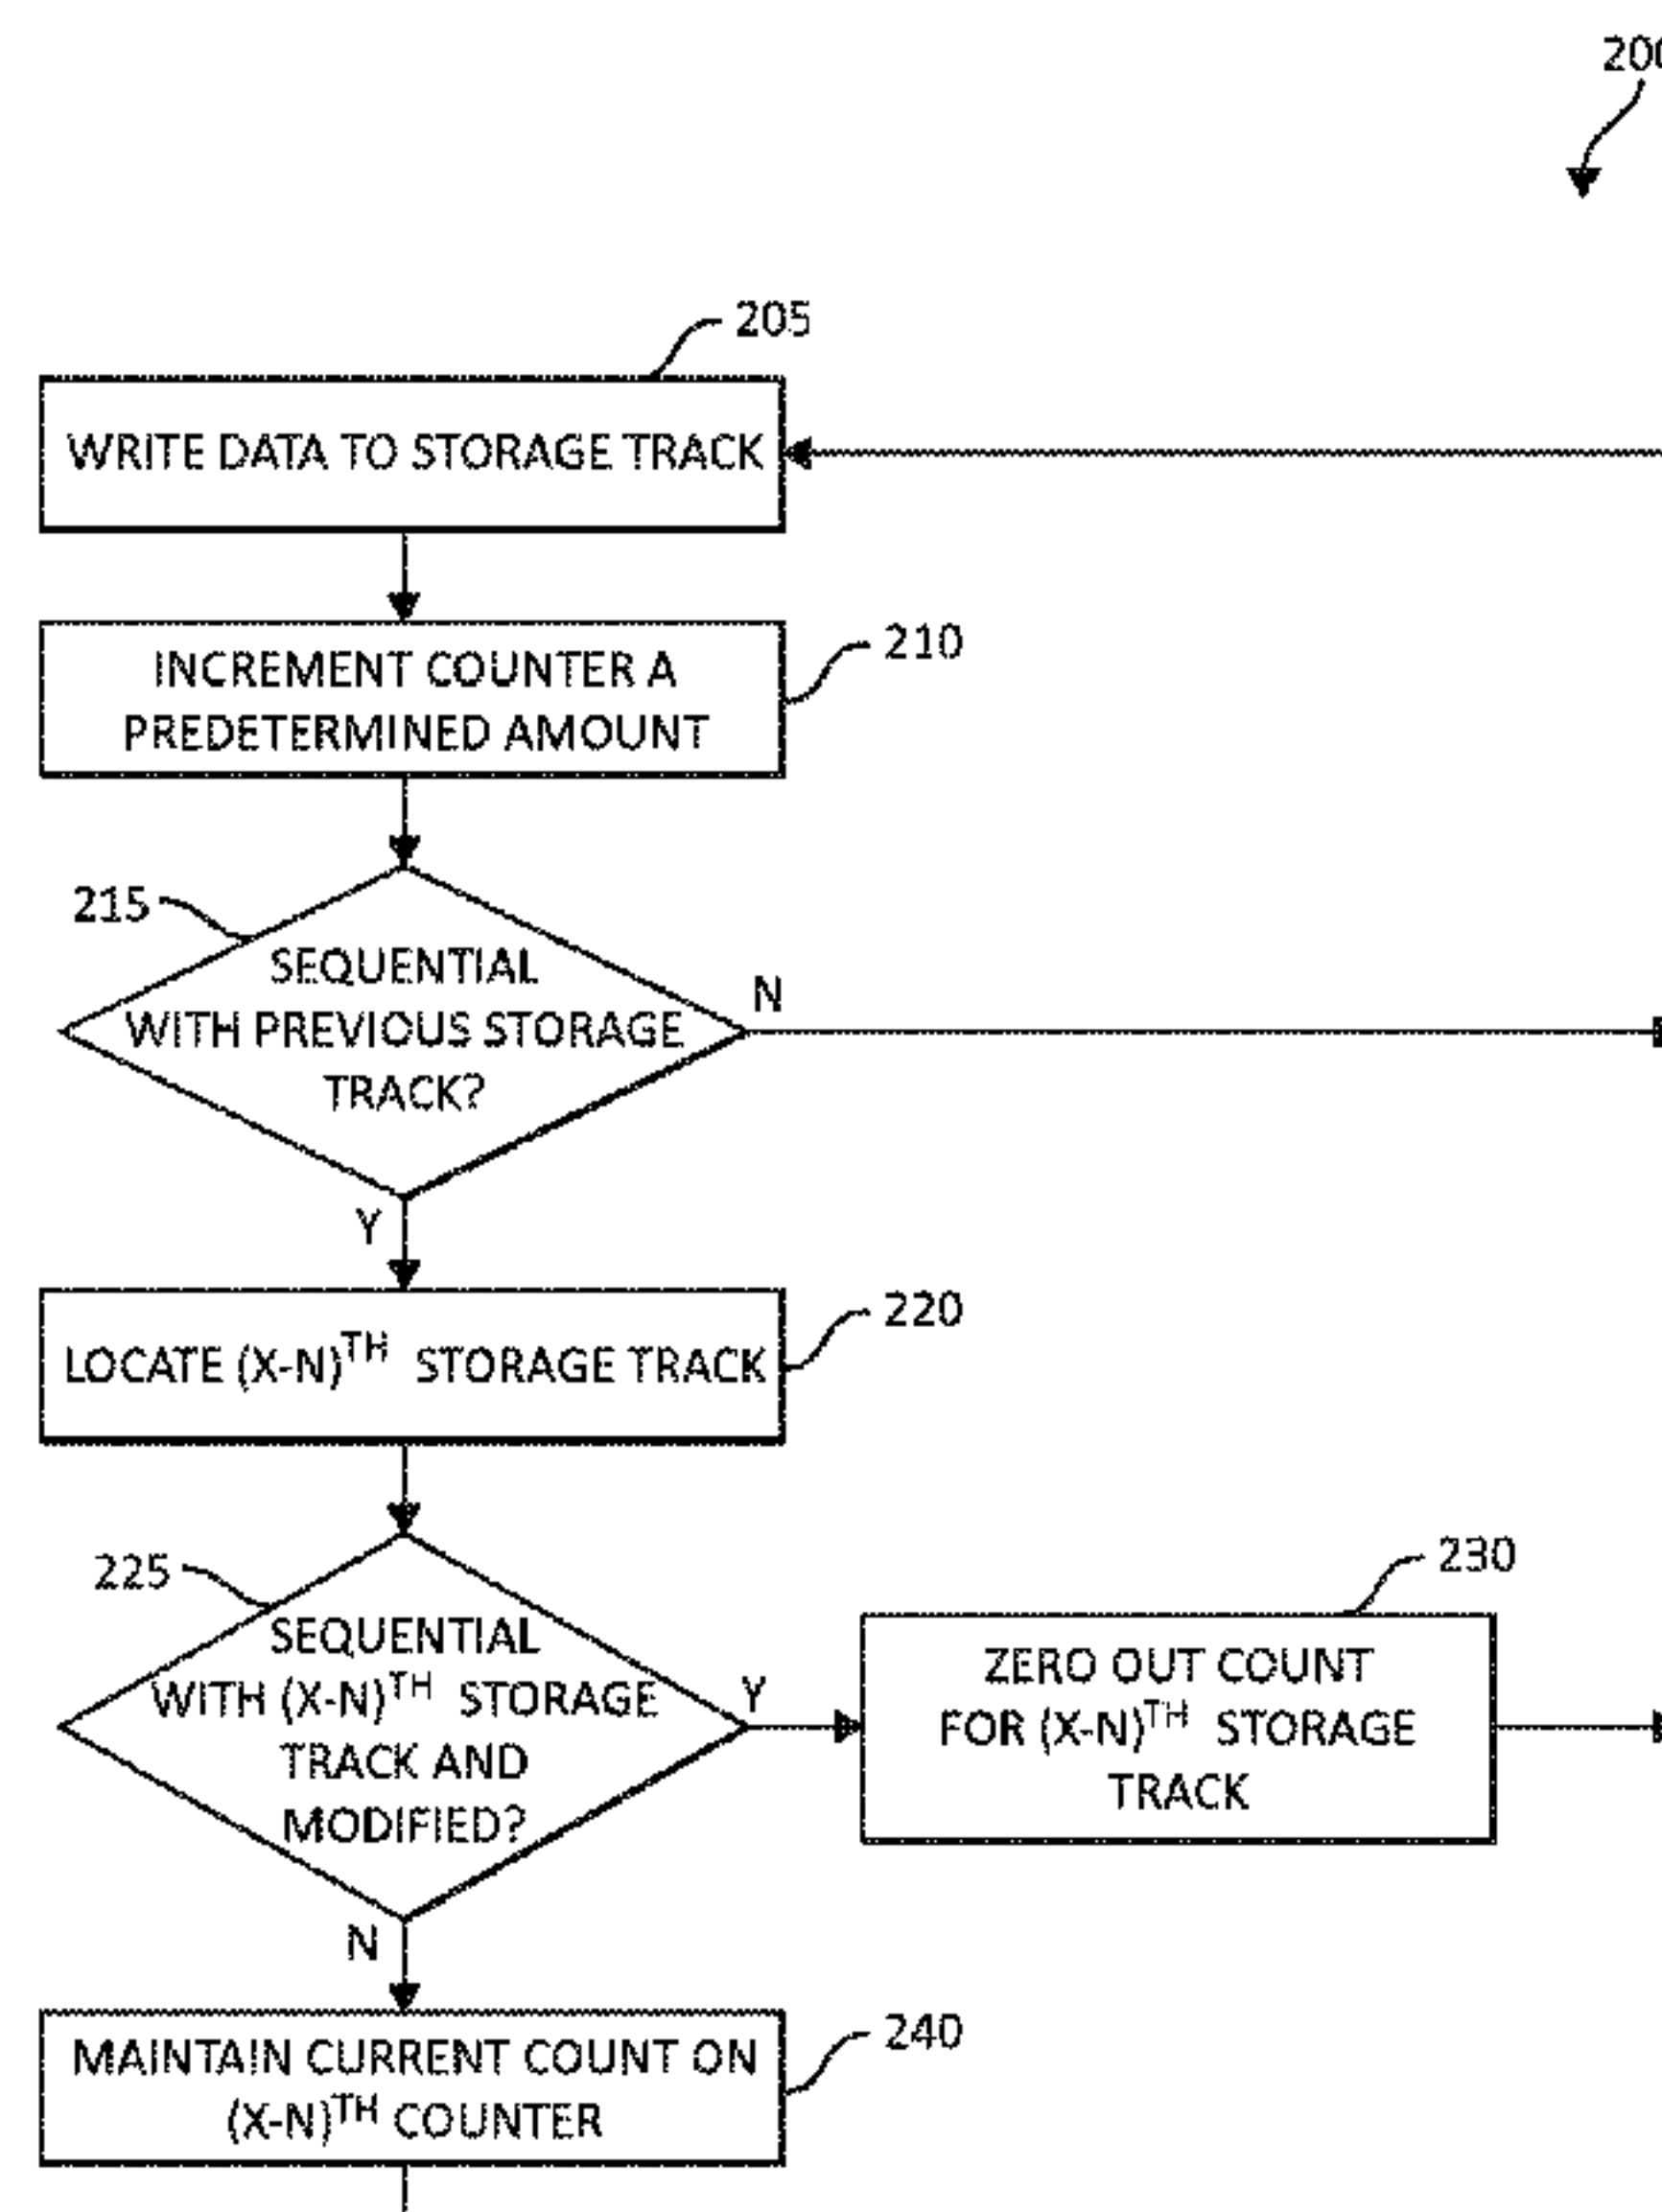 200
205
WRITE DATA TO STORAGE TRACK
210
INCREMENT COUNTER A
PREDETERMINED AMOUNT
215
SEQUENTIAL
WITH PREVIOUS STORAGE
TRACK?
N
Y
220
LOCATE (X-N)TH STORAGE TRACK
225
SEQUENTIAL
WITH (X-N)TH STORAGE
TRACK AND
MODIFIED?
Y
230
ZERO OUT COUNT
FOR (X-N)TH STORAGE
TRACK
N
240
MAINTAIN CURRENT COUNT ON
(X-N)TH COUNTER